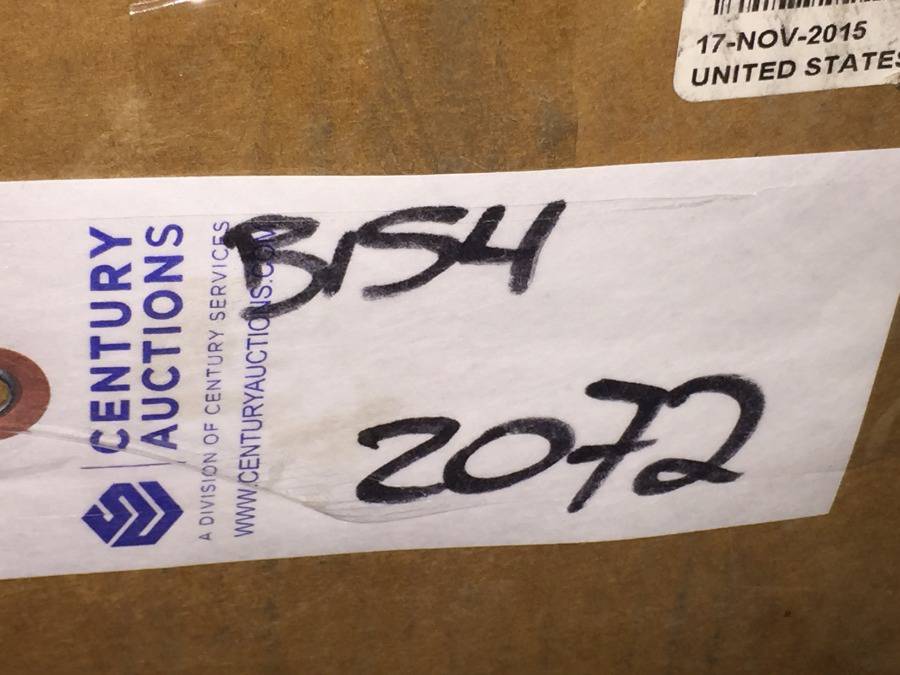 17-NOV-2015
UNITED STATES
CENTURY
AUCTIONS
A DIVISION OF CENTURY SERVICES
WWW.CENTURYAUCTIONS.COM
B154
2072